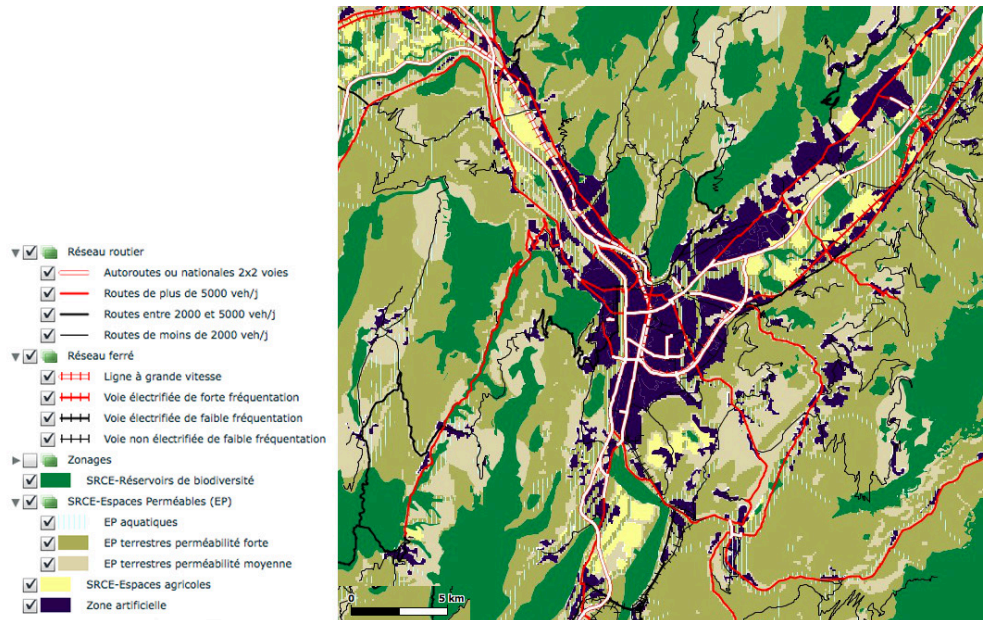 Réseau routier
Autoroutes ou nationales 2x2 voies
Routes de plus de 5000 veh/j
Routes entre 2000 et 5000 veh/j
Routes de moins de 2000 veh/j
Réseau ferré
Ligne à grande vitesse
Voie électrifiée de forte fréquentation
Voie électrifiée de faible fréquentation
Voie non électrifiée de faible fréquentation
Zonages
SRCE-Réservoirs de biodiversité
SRCE-Espaces Perméables (EP)
EP aquatiques
EP terrestres perméabilité forte
EP terrestres perméabilité moyenne
SRCE-Espaces agricoles
Zone artificielle
0 5 km